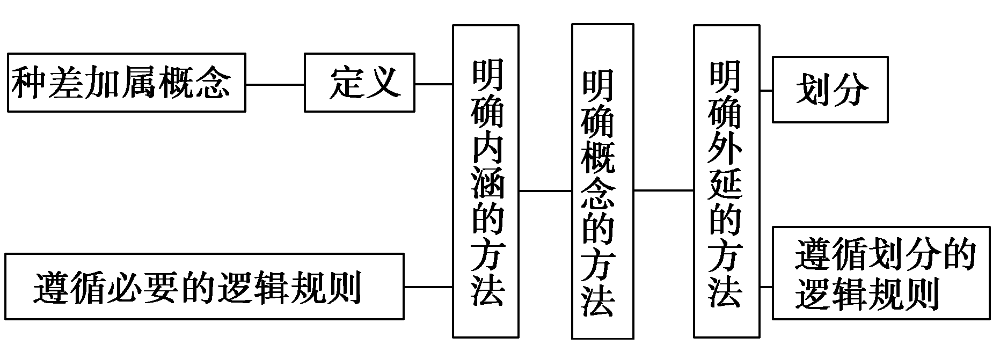 种差加属概念
定义
遵循必要的逻辑规则
明确内涵的方法
明确概念的方法
明确外延的方法
划分
遵循划分的
逻辑规则